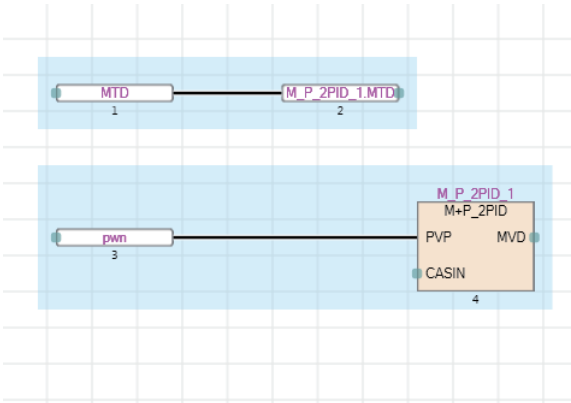 MTD
M_P_2PID_1.MTD
1
2
M_P_2PID_1
M+P_2PID
pwn
PVP
MVD
3
CASIN
4